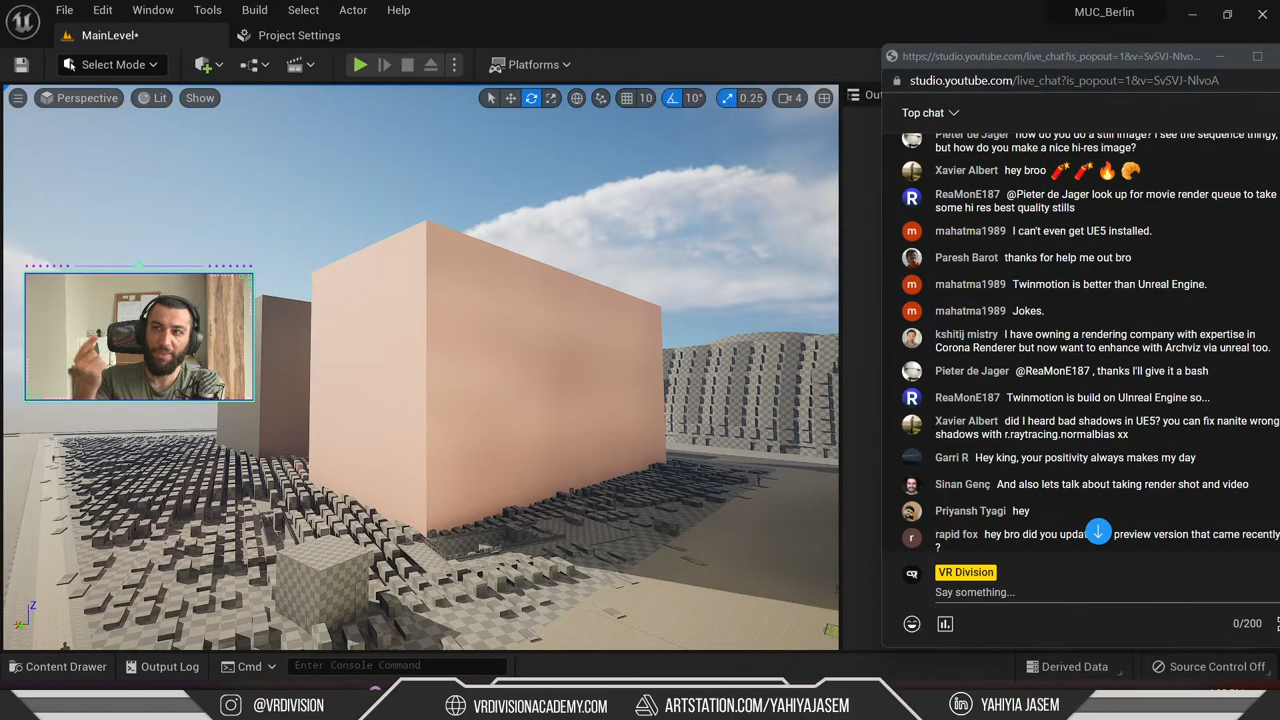 File Edit Window Tools Build Select Actor Help
MUC_Berlin
MainLevel•
Project Settings
Select Mode
Platforms
Perspective
Lit
Show
10
10°
0.25
4
https://studio.youtube.com/live_chat?is_popout=1&v=SvSVJ-Nlvo...
studio.youtube.com/live_chat?is_popout=1&v=SvSVJ-NlvoA
Top chat
Pieter de Jager how do you do a still image? I see the sequence thingy,
but how do you make a nice hi-res image?
Xavier Albert hey broo
ReaMonE187 @Pieter de Jager look up for movie render queue to take
some hi res best quality stills
mahatma1989 I can't even get UE5 installed.
Paresh Barot thanks for help me out bro
mahatma1989 Twinmotion is better than Unreal Engine.
mahatma1989 Jokes.
kshitij mistry I have owning a rendering company with expertise in
Corona Renderer but now want to enhance with Archviz via unreal too.
Pieter de Jager @ReaMonE187 , thanks I'll give it a bash
ReaMonE187 Twinmotion is build on UInreal Engine so...
Xavier Albert did I heard bad shadows in UE5? you can fix nanite wrong
shadows with r.raytracing.normalbias xx
Garri R Hey king, your positivity always makes my day
Sinan Genç And also lets talk about taking render shot and video
Priyansh Tyagi hey
rapid fox hey bro did you preview version that came recently
?
VR Division
Say something...
0/200
Z
Content Drawer
Output Log
Cmd
Enter Console Command
Derived Data
Source Control Off
@VRDIVISION
VRDIVISIONACADEMY.COM
ARTSTATION.COM/YAHIYAJASEM
YAHIYIA JASEM